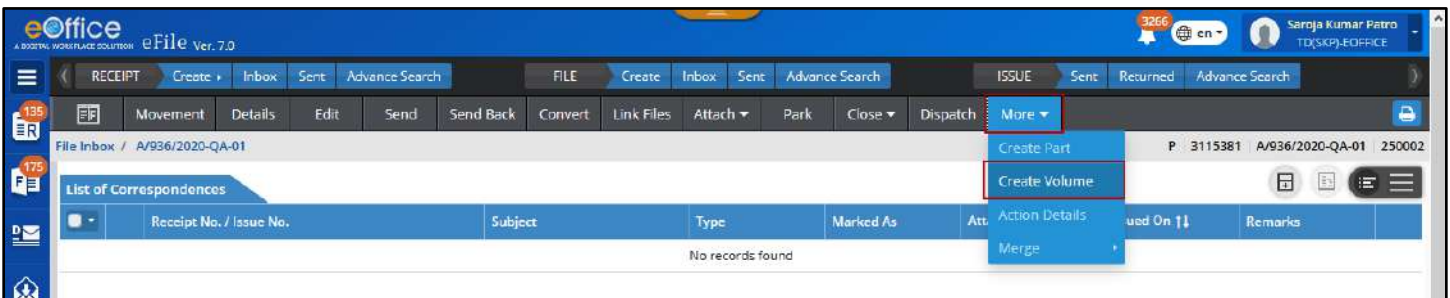 eOffice
A DIGITAL WORKPLACE SOLUTION
eFile Ver. 7.0
3266
en
Saroja Kumar Patro
TD(SKP)-EOFFICE
RECEIPT Create Inbox Sent Advance Search FILE Create Inbox Sent Advance Search ISSUE Sent Returned Advance Search
135
R
Movement Details Edit Send Send Back Convert Link Files Attach Park Close Dispatch More
File Inbox / A/936/2020-QA-01 P 3115381 A/936/2020-QA-01 250002
Create Part
175
F
List of Correspondences
Create Volume
Receipt No. / Issue No. Subject Type Marked As Att ued On Remarks
Action Details
D
No records found
Merge